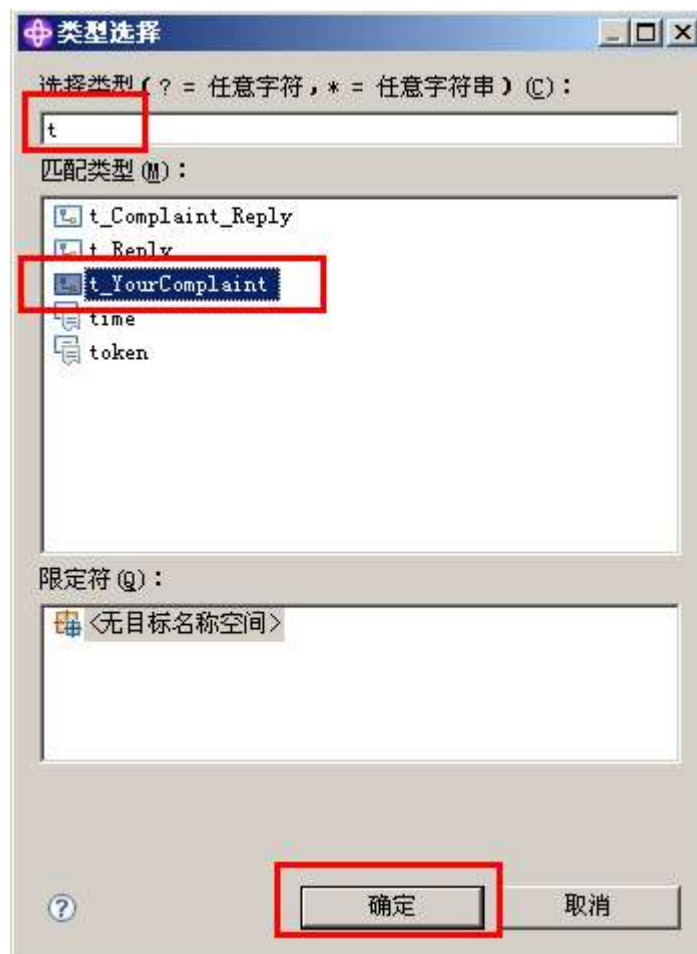 类型选择
选择类型(? = 任意字符,* = 任意字符串)(C):
t
匹配类型(M):
t_Complaint_Reply
t_Reply
t_YourComplaint
time
token
限定符(Q):
<无目标名称空间>
确定 取消